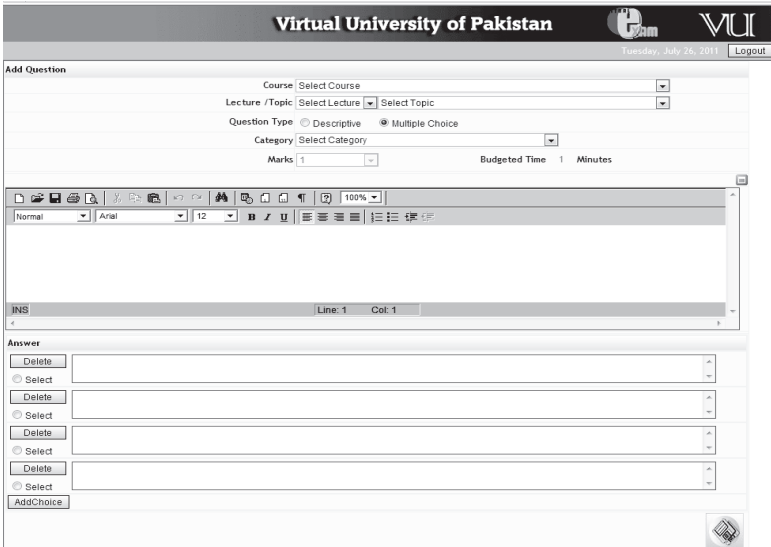 Virtual University of Pakistan
exam
VU
Tuesday, July 26, 2011 Logout
Add Question
Course Select Course
Lecture /Topic Select Lecture Select Topic
Question Type Descriptive Multiple Choice
Category Select Category
Marks 1 Budgeted Time 1 Minutes
100%
Normal Arial 12 B I U
INS Line: 1 Col: 1
Answer
Delete
Select
Delete
Select
Delete
Select
Delete
Select
AddChoice